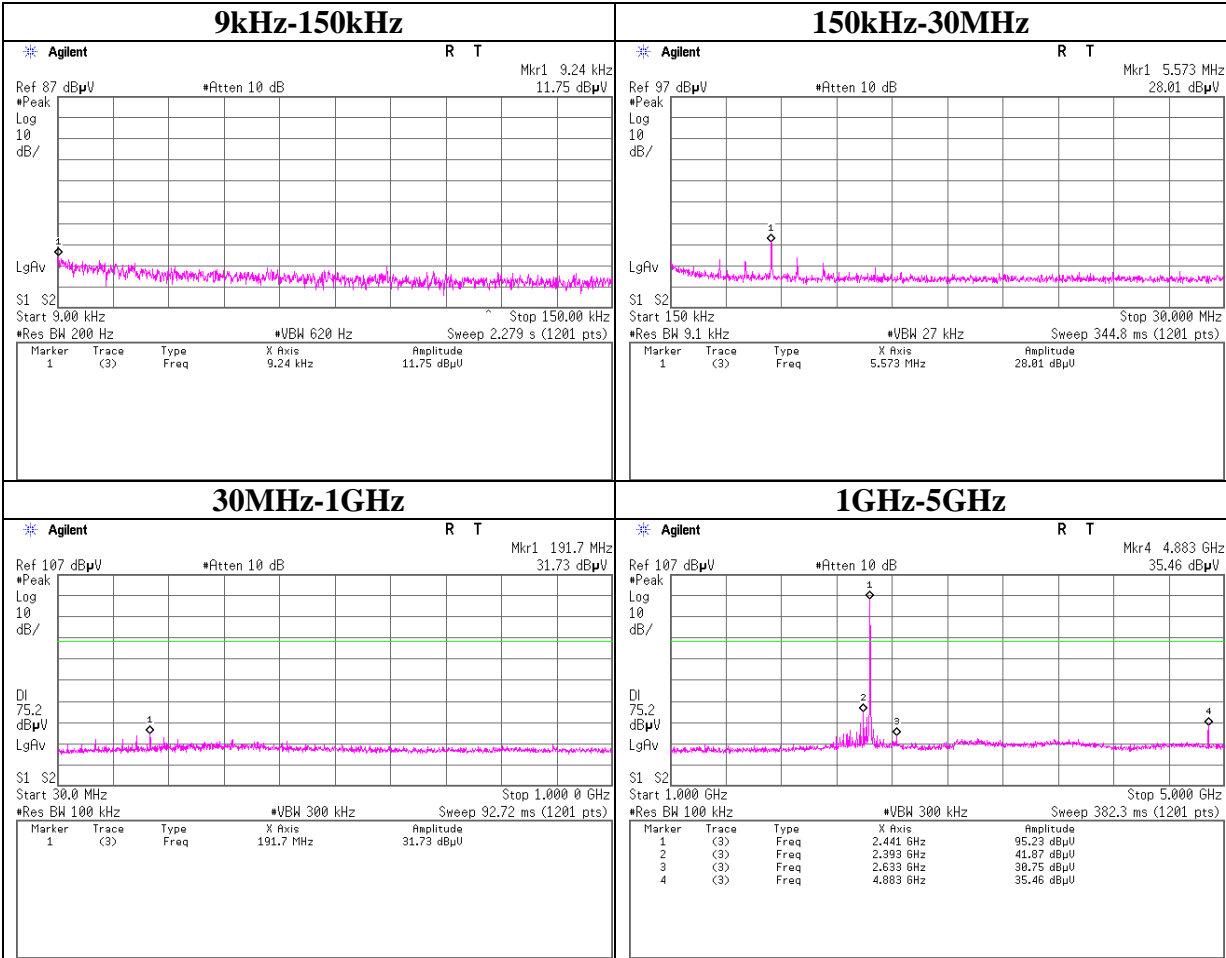 9kHz-150kHz
Agilent R T
Mkr1 9.24 kHz
Ref 87 dBµV #Atten 10 dB 11.75 dBµV
#Peak
Log
10
dB/
1
LgAv
S1 S2
Start 9.00 kHz ^ Stop 150.00 kHz
#Res BW 200 Hz #VBW 620 Hz Sweep 2.279 s (1201 pts)
Marker Trace Type X Axis Amplitude
1 (3) Freq 9.24 kHz 11.75 dBµV
150kHz-30MHz
Agilent R T
Mkr1 5.573 MHz
Ref 97 dBµV #Atten 10 dB 28.01 dBµV
#Peak
Log
10
dB/
1
LgAv
S1 S2
Start 150 kHz Stop 30.000 MHz
#Res BW 9.1 kHz #VBW 27 kHz Sweep 344.8 ms (1201 pts)
Marker Trace Type X Axis Amplitude
1 (3) Freq 5.573 MHz 28.01 dBµV
30MHz-1GHz
Agilent R T
Mkr1 191.7 MHz
Ref 107 dBµV #Atten 10 dB 31.73 dBµV
#Peak
Log
10
dB/
DI
75.2
dBµV
1
LgAv
S1 S2
Start 30.0 MHz Stop 1.000 0 GHz
#Res BW 100 kHz #VBW 300 kHz Sweep 92.72 ms (1201 pts)
Marker Trace Type X Axis Amplitude
1 (3) Freq 191.7 MHz 31.73 dBµV
1GHz-5GHz
Agilent R T
Mkr4 4.883 GHz
Ref 107 dBµV #Atten 10 dB 35.46 dBµV
#Peak
1
Log
10
dB/
DI
75.2
2
dBµV
3 4
LgAv
S1 S2
Start 1.000 GHz Stop 5.000 GHz
#Res BW 100 kHz #VBW 300 kHz Sweep 382.3 ms (1201 pts)
Marker Trace Type X Axis Amplitude
1 (3) Freq 2.441 GHz 95.23 dBµV
2 (3) Freq 2.393 GHz 41.87 dBµV
3 (3) Freq 2.633 GHz 30.75 dBµV
4 (3) Freq 4.883 GHz 35.46 dBµV